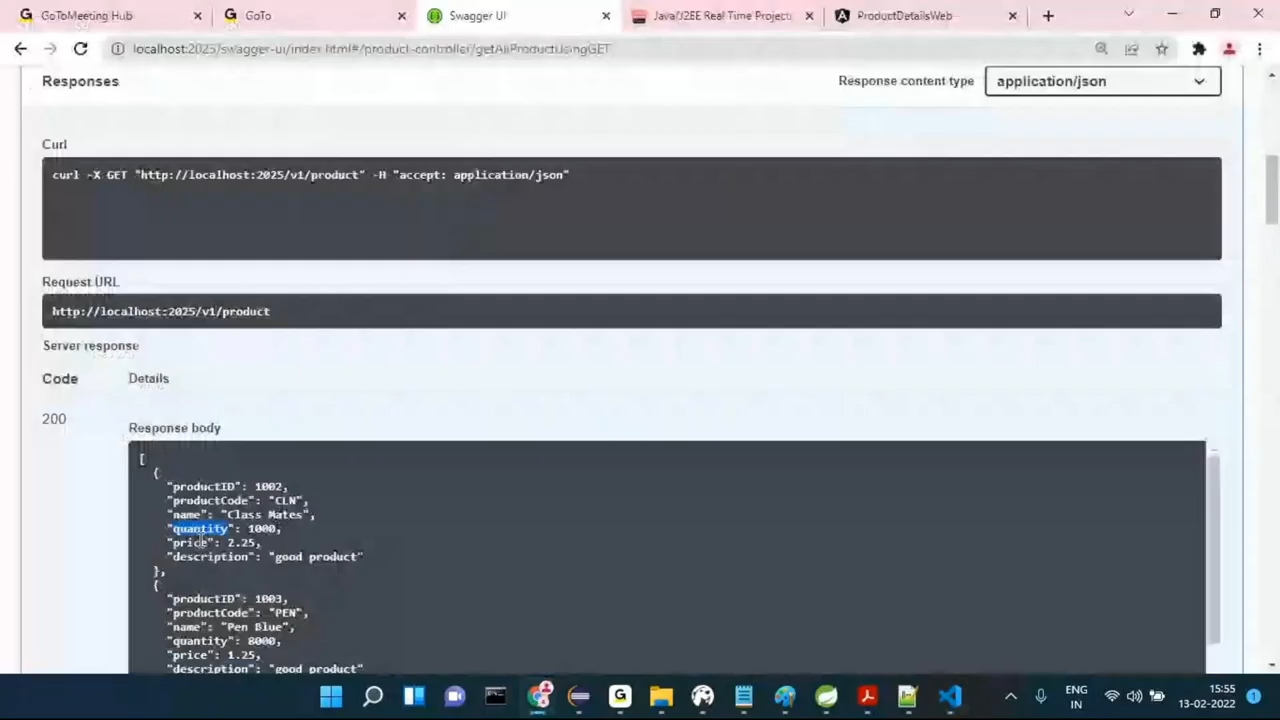 GoToMeeting Hub
GoTo
Swagger UI
Java/J2EE Real Time Project
ProductDetailsWeb
localhost:2025/swagger-ui/index.html#/product-controller/getAllProductUsingGET
Responses
Response content type
application/json
Curl
curl -X GET "http://localhost:2025/v1/product" -H "accept: application/json"
Request URL
http://localhost:2025/v1/product
Server response
Code
Details
200
Response body
[
{
"productID": 1002,
"productCode": "CLN",
"name": "Class Mates",
"quantity": 1000,
"price": 2.25,
"description": "good product"
},
{
"productID": 1003,
"productCode": "PEN",
"name": "Pen Blue",
"quantity": 8000,
"price": 1.25,
"description": "good product"
ENG
IN
15:55
13-02-2022